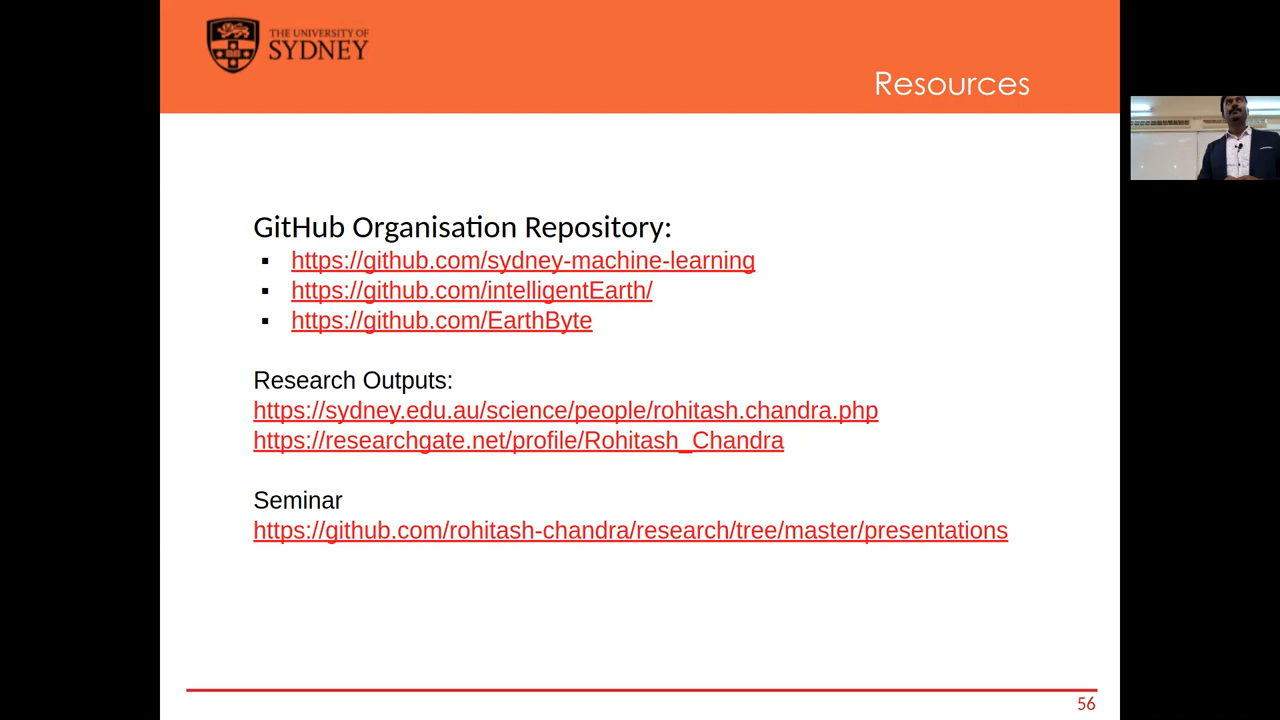 THE UNIVERSITY OF
SYDNEY
Resources
GitHub Organisation Repository:
▪ https://github.com/sydney-machine-learning
▪ https://github.com/intelligentEarth/
▪ https://github.com/EarthByte
Research Outputs:
https://sydney.edu.au/science/people/rohitash.chandra.php
https://researchgate.net/profile/Rohitash_Chandra
Seminar
https://github.com/rohitash-chandra/research/tree/master/presentations
56